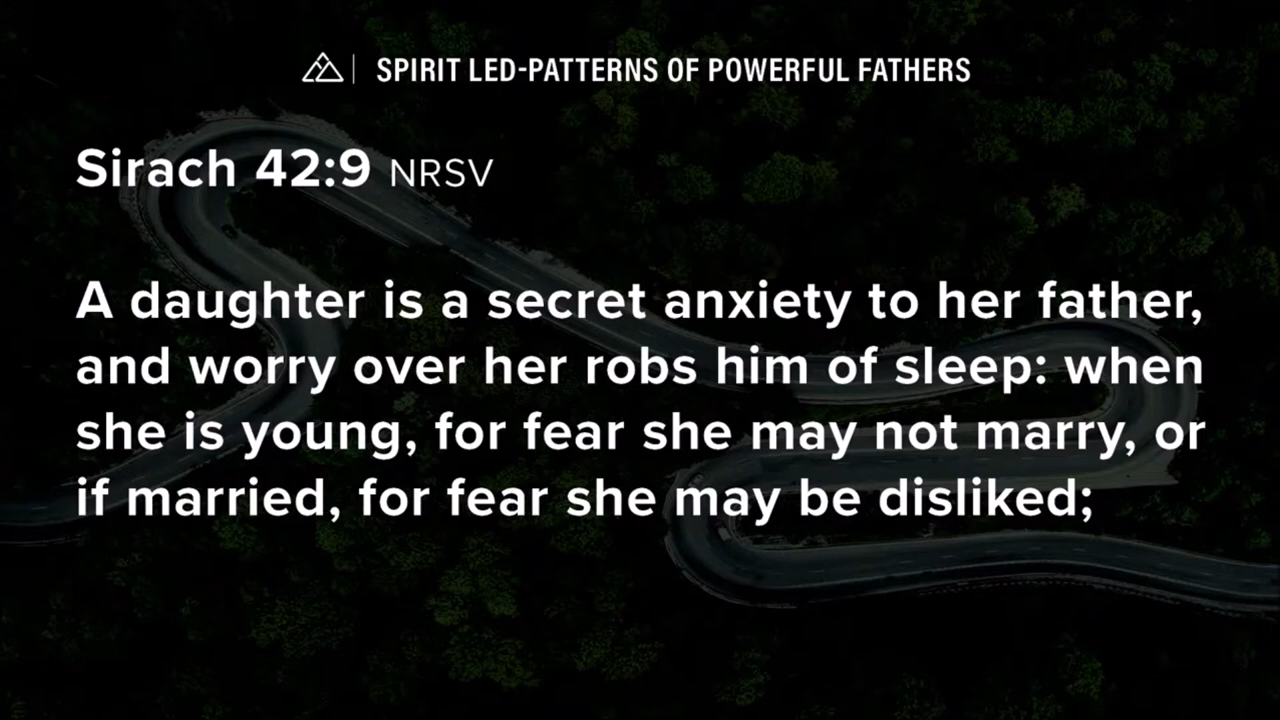 SPIRIT LED-PATTERNS OF POWERFUL FATHERS
Sirach 42:9 NRSV
A daughter is a secret anxiety to her father,
and worry over her robs him of sleep: when
she is young, for fear she may not marry, or
if married, for fear she may be disliked;